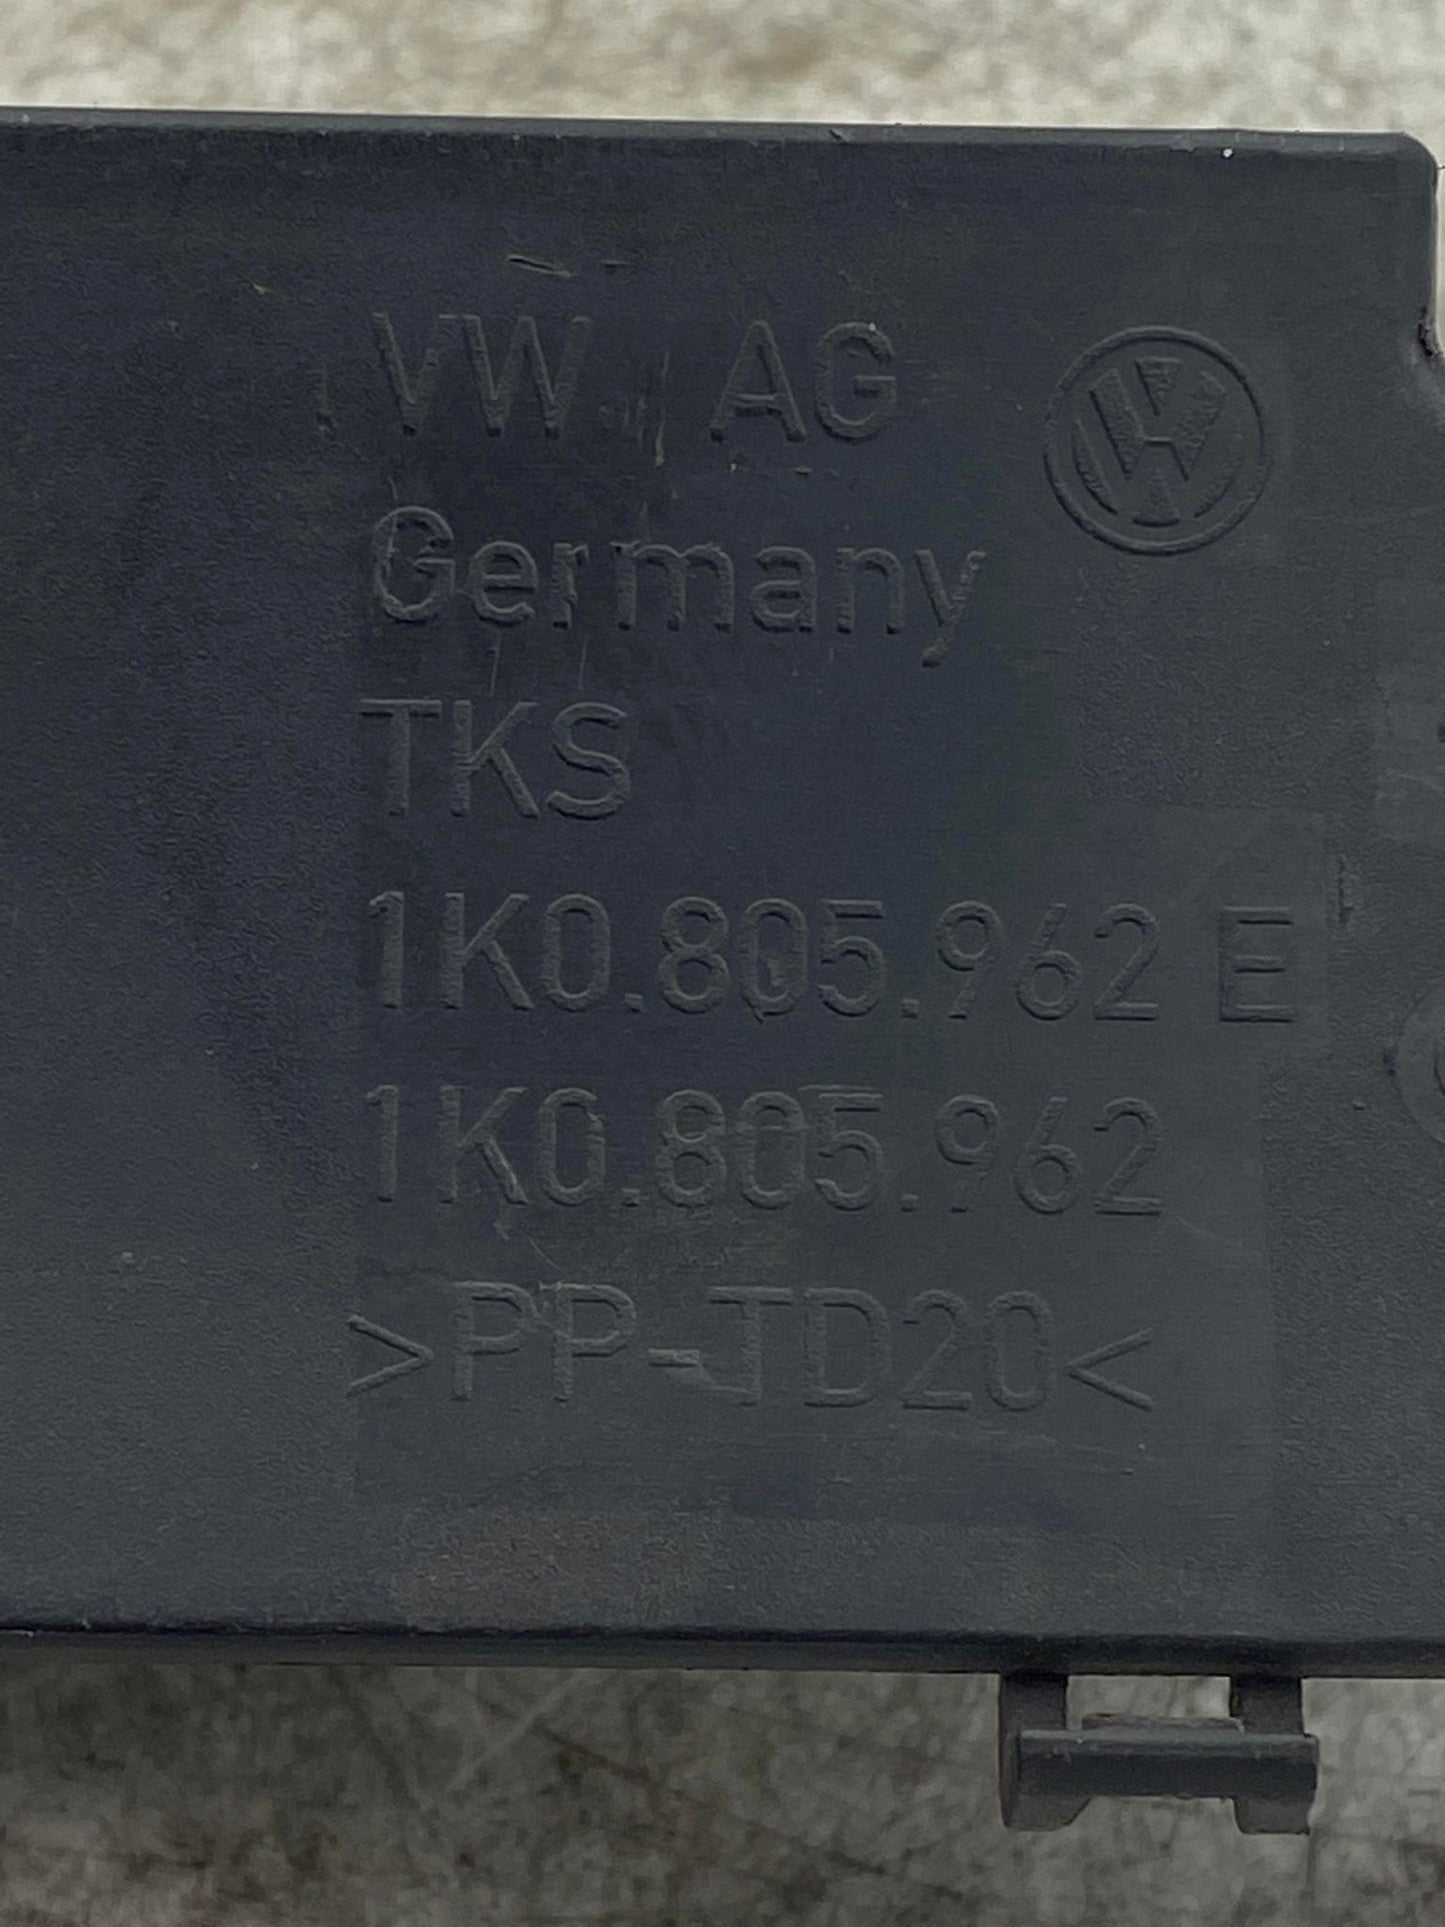 VW AG
Germany
TKS
1K0.805.962 E
1K0.805.962
>PP-TD20<